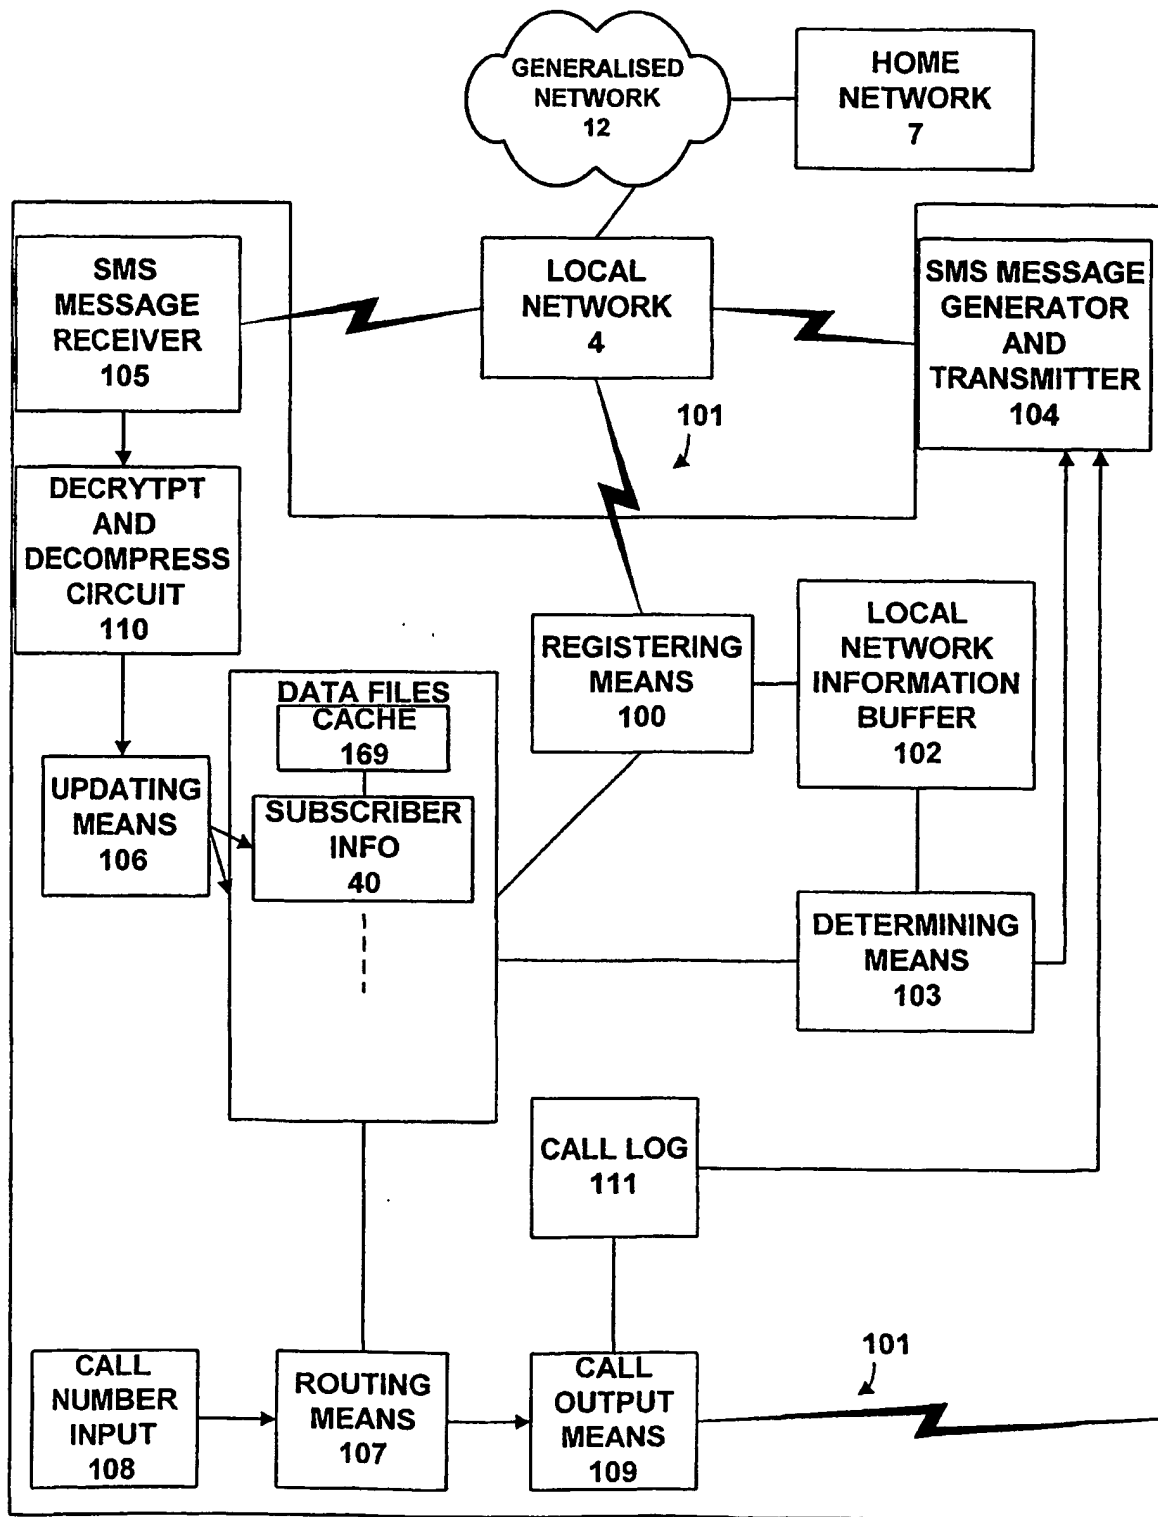 GENERALISED
NETWORK
12
HOME
NETWORK
7
SMS
MESSAGE
RECEIVER
105
LOCAL
NETWORK
4
SMS MESSAGE
GENERATOR
AND
TRANSMITTER
104
101
DECRYTPT
AND
DECOMPRESS
CIRCUIT
110
REGISTERING
MEANS
100
LOCAL
NETWORK
INFORMATION
BUFFER
102
DATA FILES
CACHE
169
UPDATING
MEANS
106
SUBSCRIBER
INFO
40
DETERMINING
MEANS
103
CALL LOG
111
CALL
NUMBER
INPUT
108
ROUTING
MEANS
107
CALL
OUTPUT
MEANS
109
101